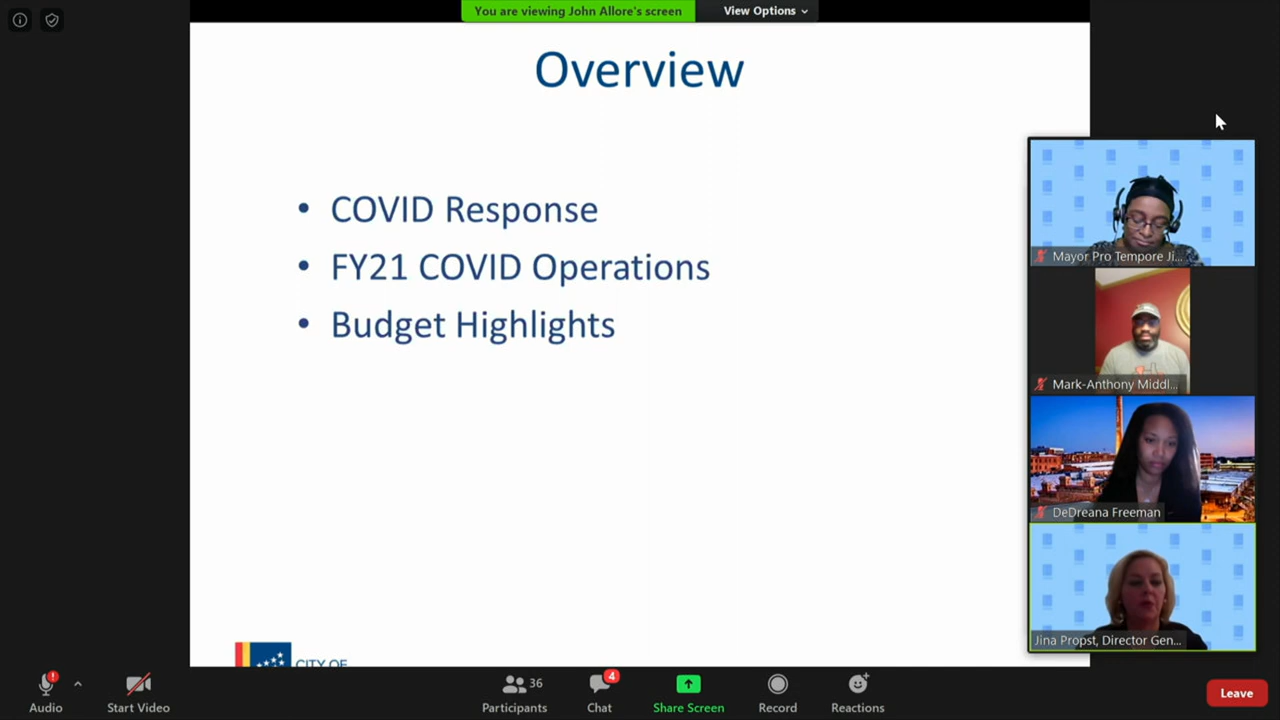 You are viewing John Allore's screen
View Options
Overview
• COVID Response
• FY21 COVID Operations
• Budget Highlights
Mayor Pro Tempore Ji...
Mark-Anthony Middl...
DeDreana Freeman
Jina Propst, Director Gen...
CITY OF
Audio
Start Video
36
Participants
4
Chat
Share Screen
Record
Reactions
Leave